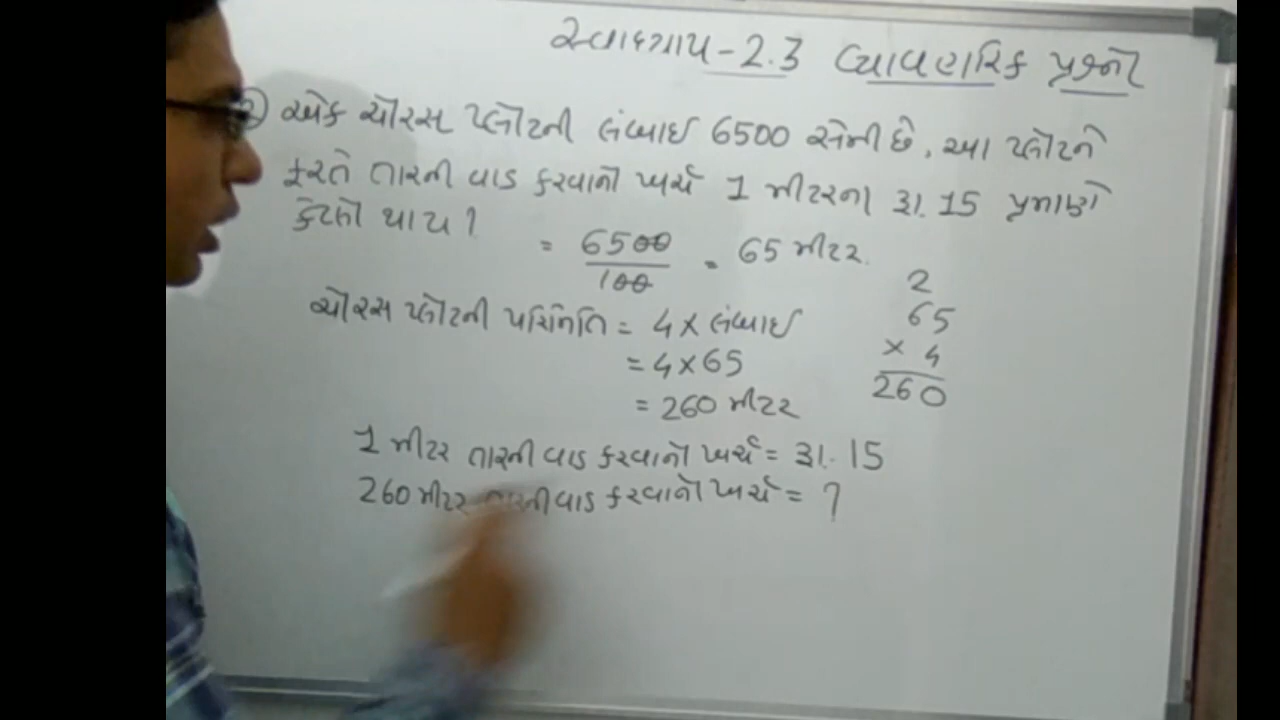 સ્વાધ્યાય-2.3 વ્યાવહારિક પ્રશ્નો
એક ચોરસ પ્લોટની લંબાઈ 6500 સેમી છે. આ પ્લોટને
ફરતે તારની વાડ કરવાનો ખર્ચ 1 મીટરના રૂા. 15 પ્રમાણે
કેટલો થાય?
= 6500/100 = 65 મીટર.
ચોરસ પ્લોટની પરિમિતિ = 4 × લંબાઈ
= 4 × 65
= 260 મીટર
2
65
× 4
260
1 મીટર તારની વાડ કરવાનો ખર્ચ = રૂા. 15
260 મીટર તારની વાડ કરવાનો ખર્ચ = ?